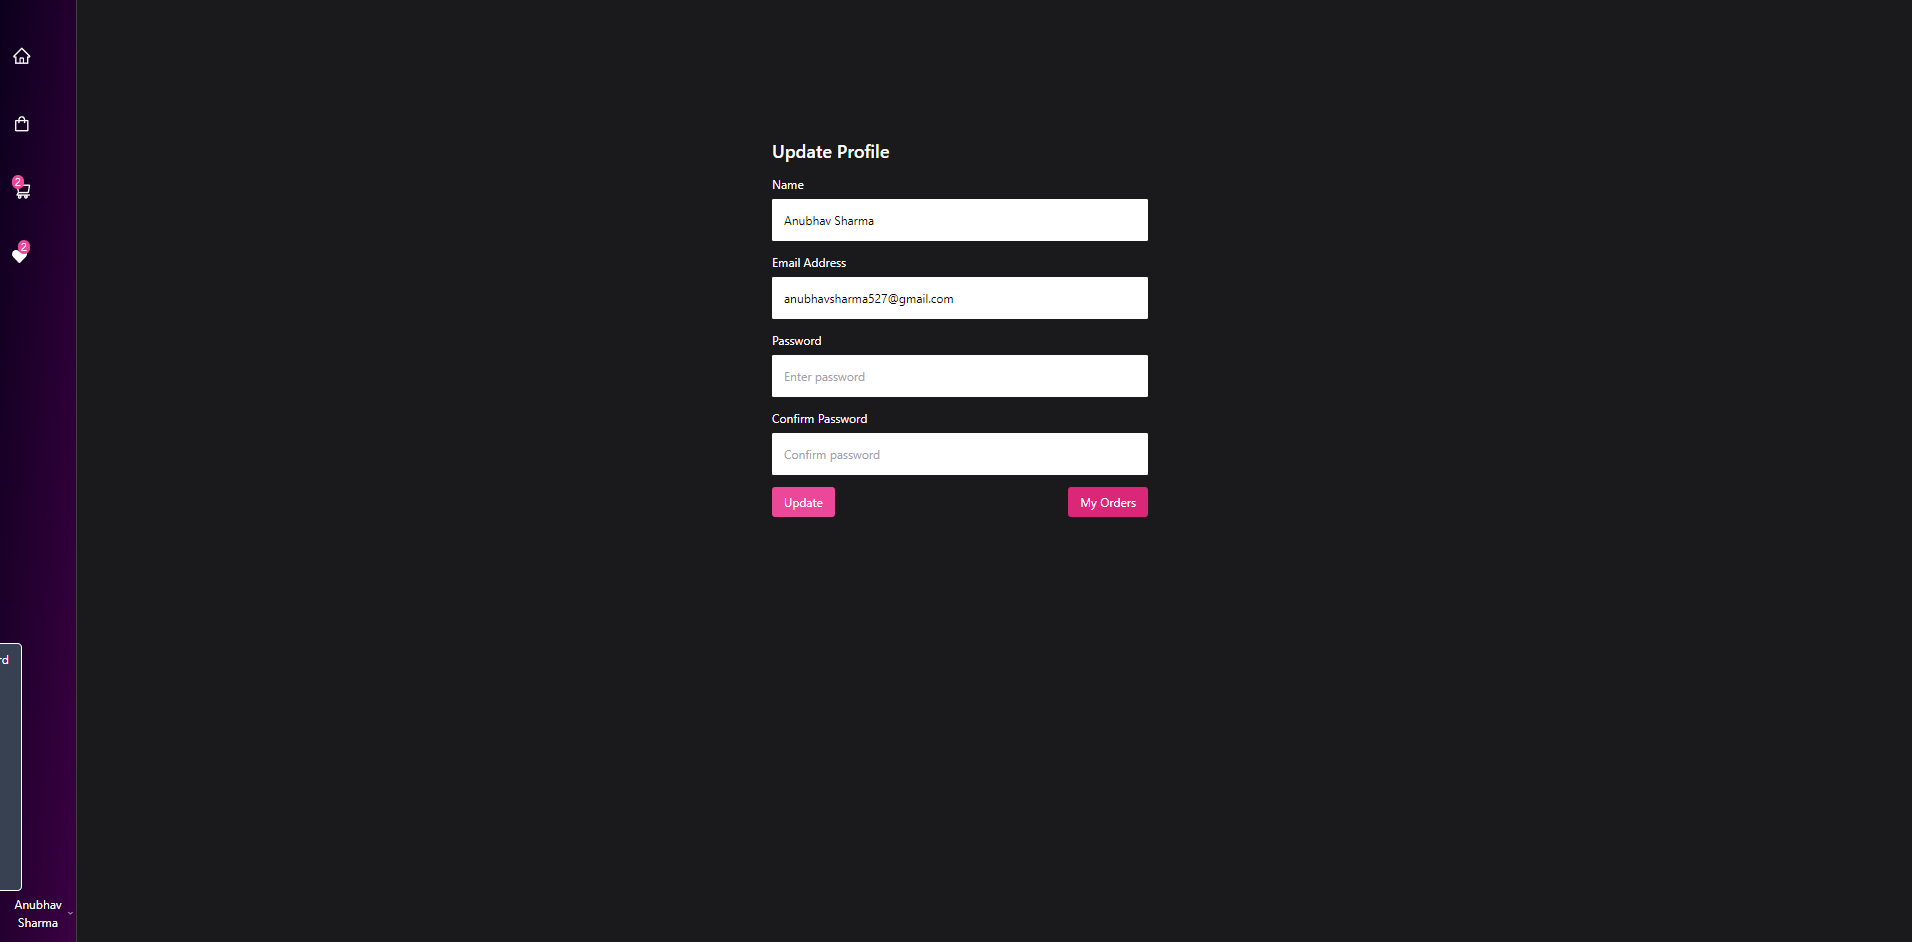 2
2
Update Profile
Name
Anubhav Sharma
Email Address
anubhavsharma527@gmail.com
Password
Enter password
Confirm Password
Confirm password
Update
My Orders
rd
Anubhav
Sharma